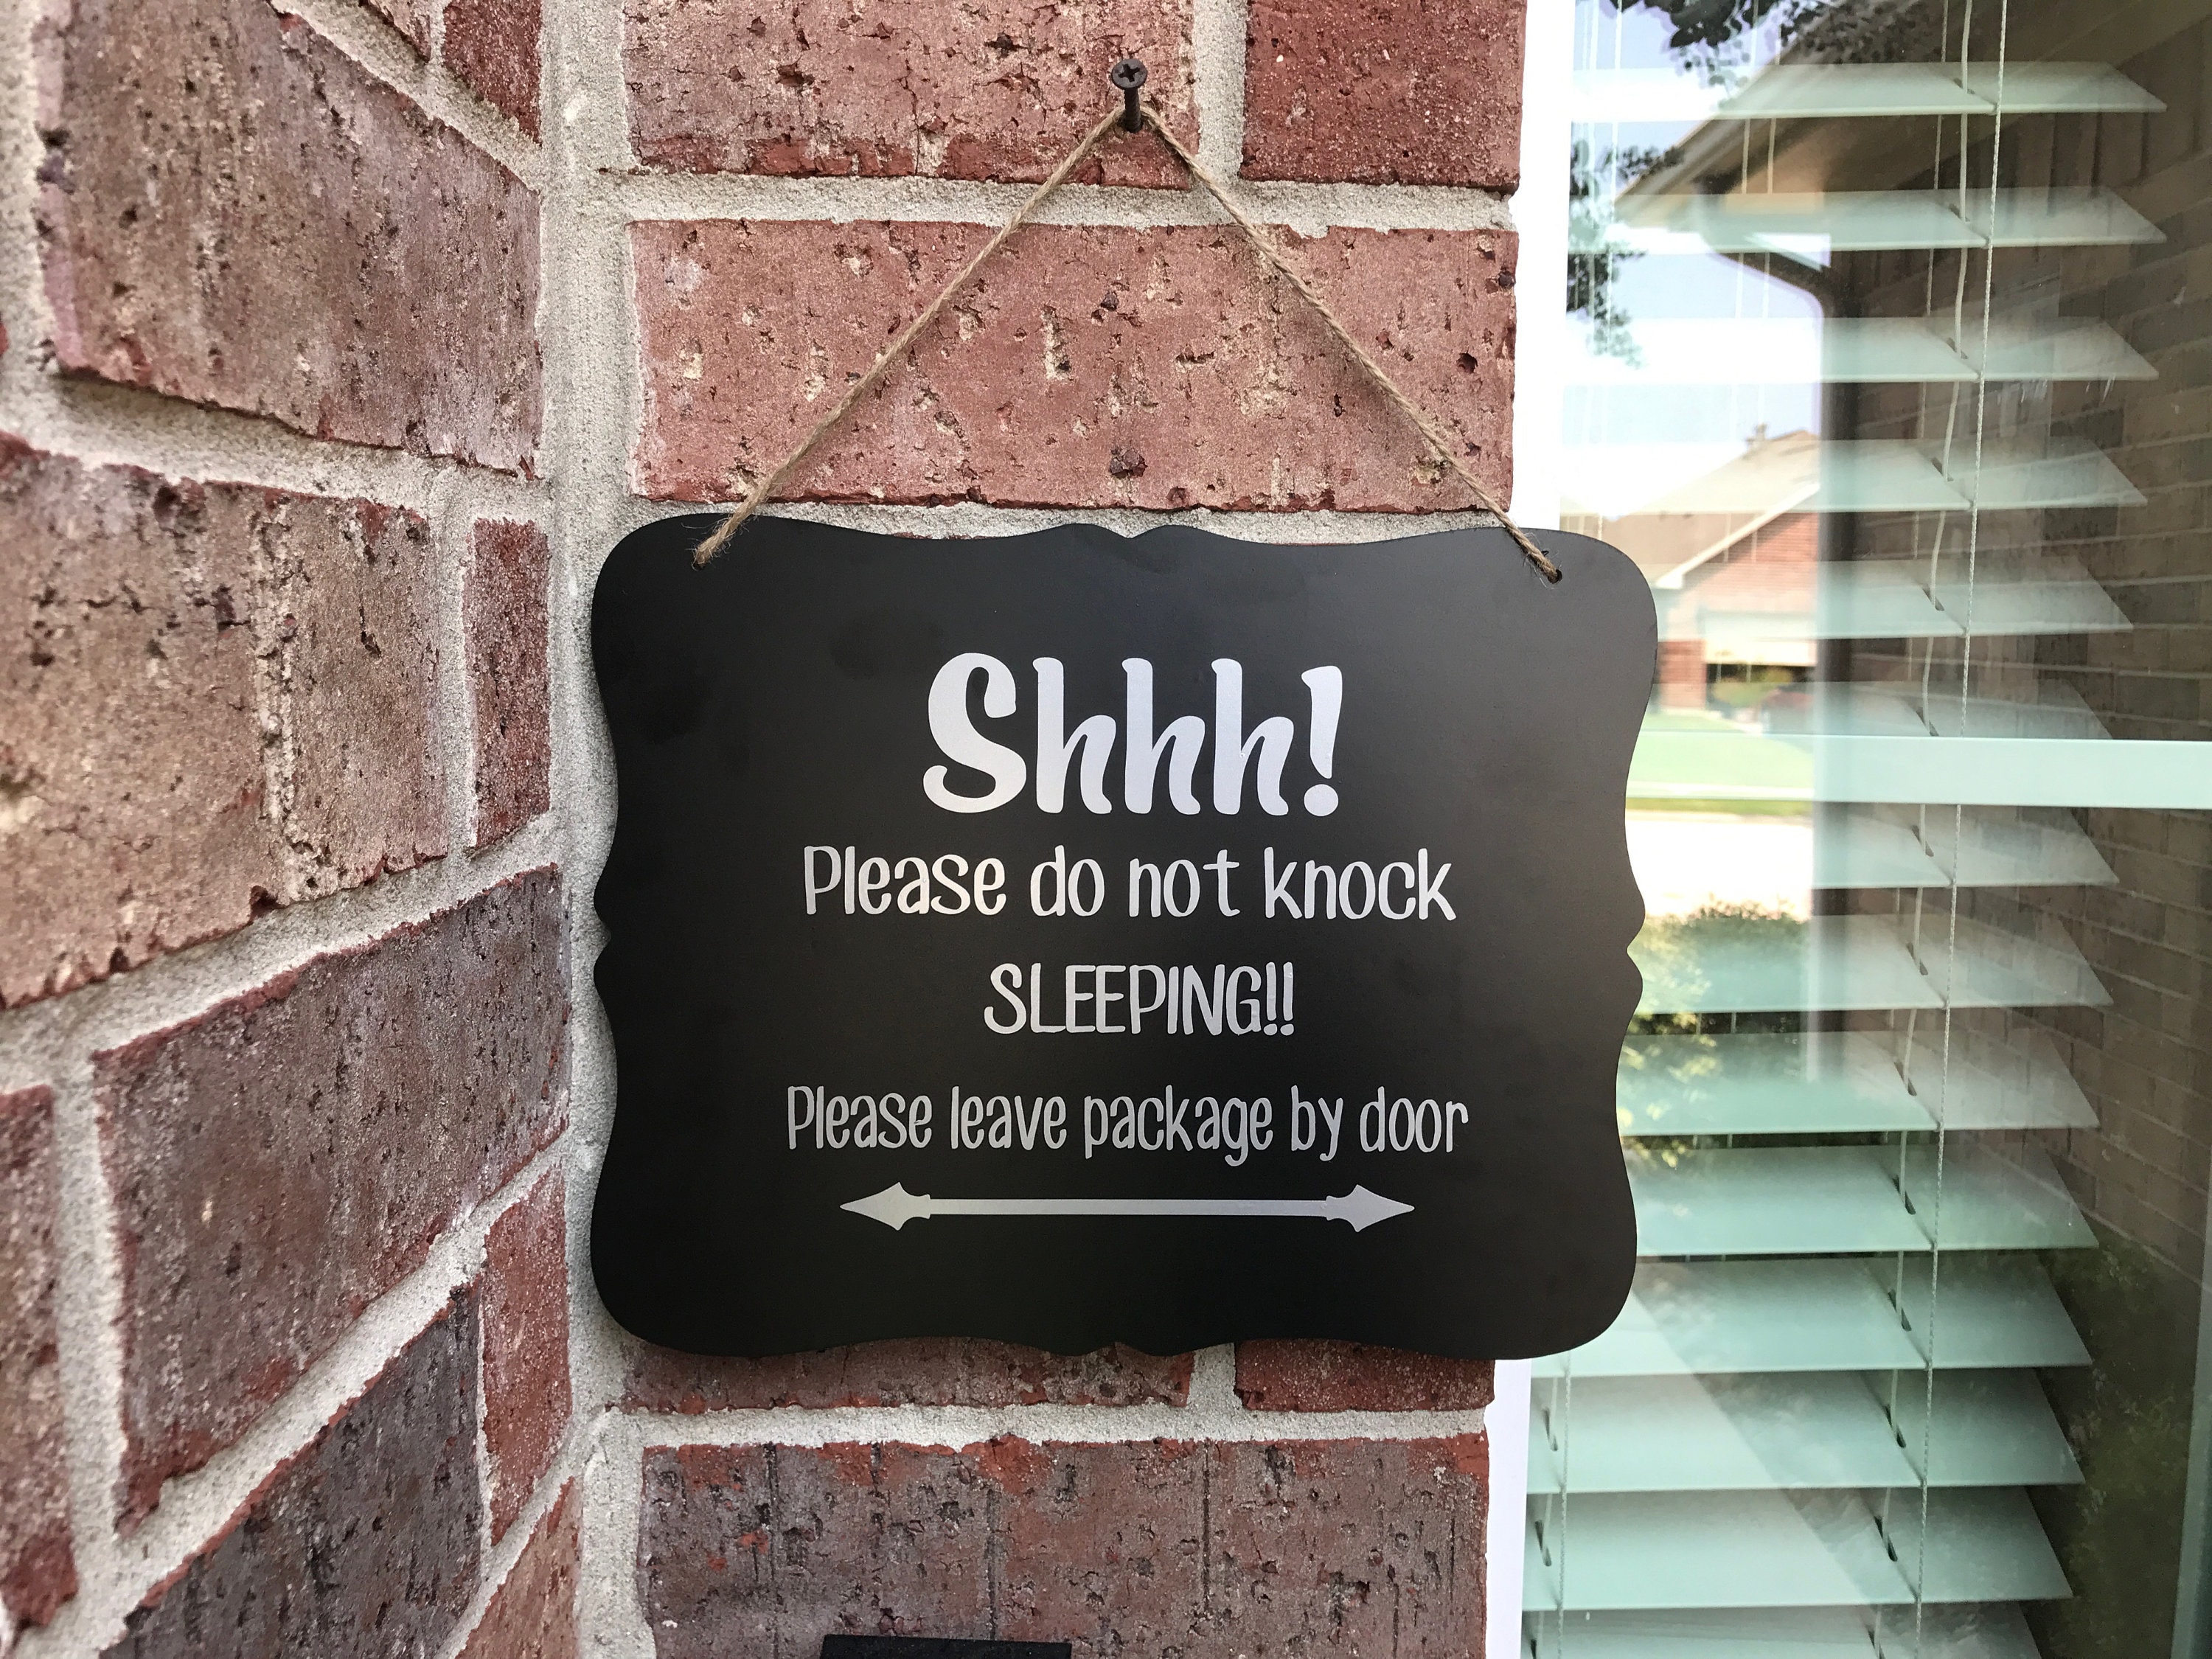 Shhh!
Please do not knock
SLEEPING!!
Please leave package by door